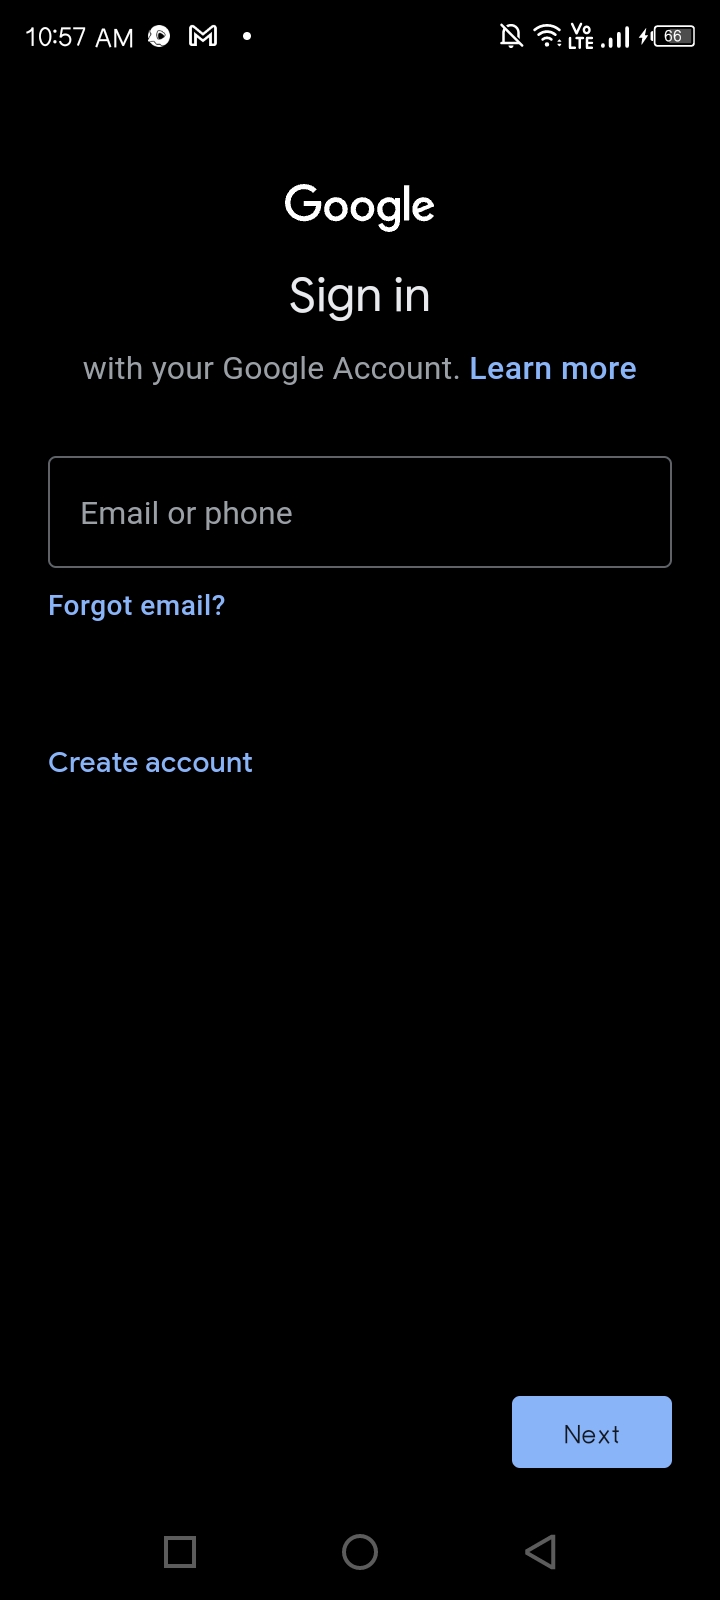 10:57 AM
Vo
LTE
66
Google
Sign in
with your Google Account. Learn more
Email or phone
Forgot email?
Create account
Next